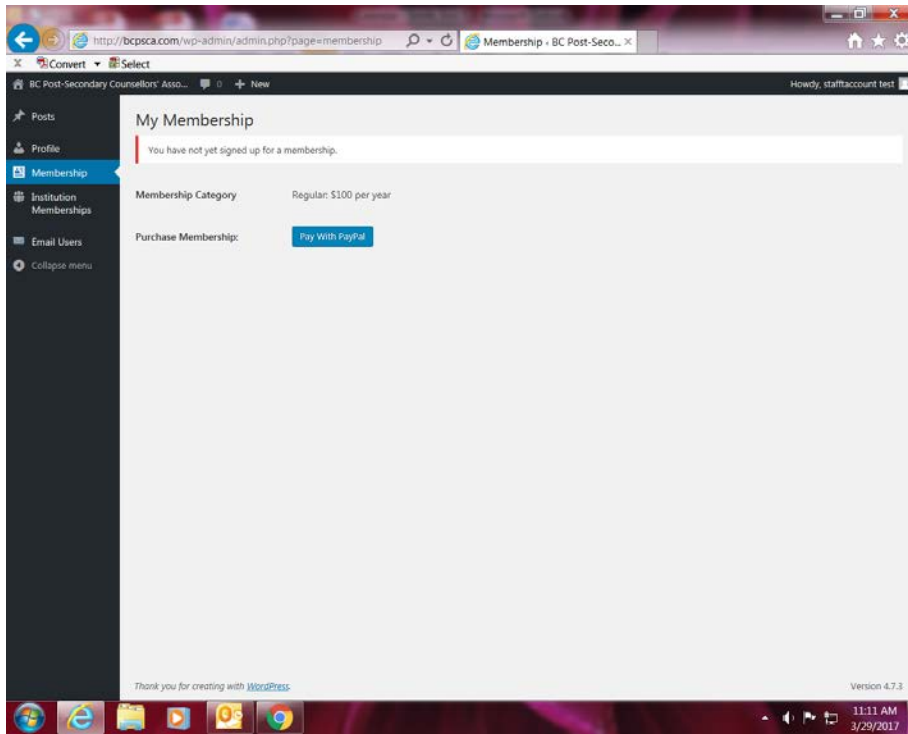 http://bcpsca.com/wp-admin/admin.php?page=membership
Membership ‹ BC Post-Seco... ×
x Convert Select
BC Post-Secondary Counsellors' Asso... 0 + New Howdy, stafftaccount test
Posts
Profile
Membership
Institution
Memberships
Email Users
Collapse menu
My Membership
You have not yet signed up for a membership.
Membership Category Regular: $100 per year
Purchase Membership: Pay With PayPal
Thank you for creating with WordPress.
Version 4.7.3
11:11 AM
3/29/2017